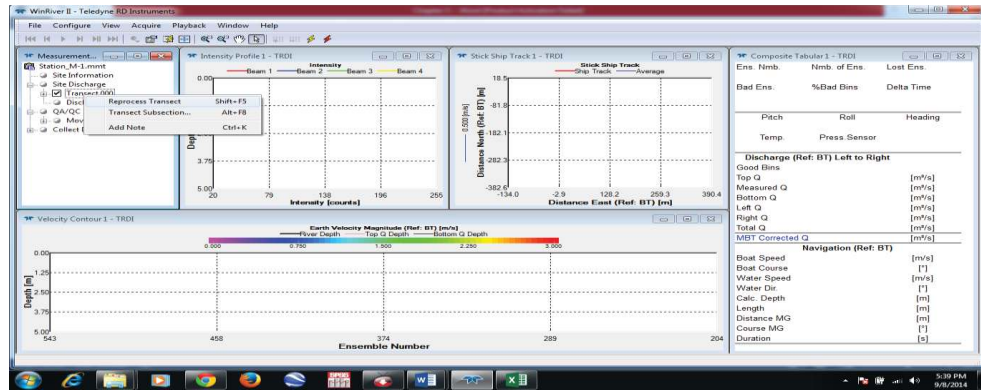 WinRiver II - Teledyne RD Instruments
File Configure View Acquire Playback Window Help
Measurement...
Station_M-1.mmt
Site Information
Site Discharge
Transect 000
Disch
QA/QC
Mov
Collect
Reprocess Transect Shift+F5
Transect Subsection... Alt+F8
Add Note Ctrl+K
Intensity Profile 1 - TRDI
Intensity
Beam 1 Beam 2 Beam 3 Beam 4
0.00
3.75
5.00
20 79 138 196 255
Intensity [counts]
Stick Ship Track 1 - TRDI
Stick Ship Track
Ship Track Average
0.500 [m/s]
Distance North (Ref: BT) [m]
18.5
-81.8
-182.1
-282.3
-382.6
-134.0 -2.9 128.2 259.3 390.4
Distance East (Ref: BT) [m]
Composite Tabular 1 - TRDI
Ens. Nmb. Nmb. of Ens. Lost Ens.
Bad Ens. %Bad Bins Delta Time
Pitch Roll Heading
Temp. Press.Sensor
Discharge (Ref: BT) Left to Right
Good Bins
Top Q [m³/s]
Measured Q [m³/s]
Bottom Q [m³/s]
Left Q [m³/s]
Right Q [m³/s]
Total Q [m³/s]
MBT Corrected Q [m³/s]
Navigation (Ref: BT)
Boat Speed [m/s]
Boat Course [°]
Water Speed [m/s]
Water Dir. [°]
Calc. Depth [m]
Length [m]
Distance MG [m]
Course MG [°]
Duration [s]
Velocity Contour 1 - TRDI
Earth Velocity Magnitude (Ref: BT) [m/s]
River Depth Top Q Depth Bottom Q Depth
0.000 0.750 1.500 2.250 3.000
Depth [m]
0.00
1.25
2.50
3.75
5.00
543 458 374 289 204
Ensemble Number
5:39 PM
9/8/2014